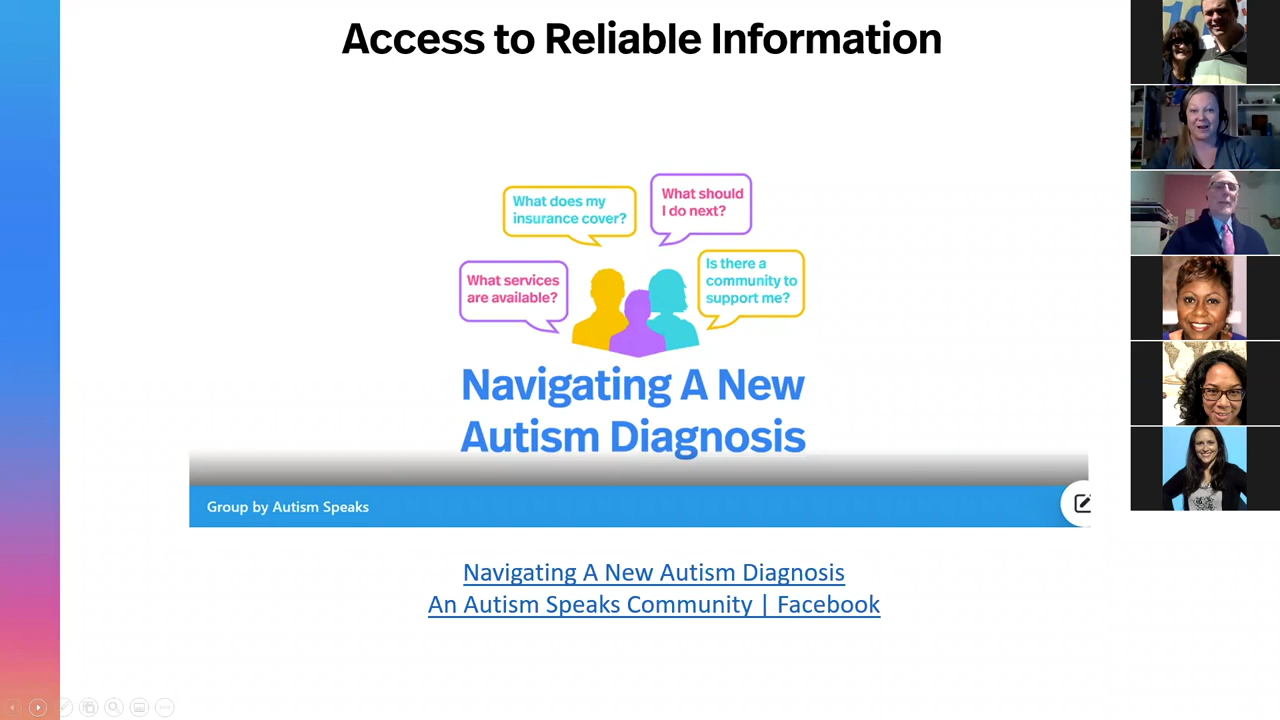 Access to Reliable Information
What does my
insurance cover?
What should
I do next?
What services
are available?
Is there a
community to
support me?
Navigating A New
Autism Diagnosis
Group by Autism Speaks
Navigating A New Autism Diagnosis
An Autism Speaks Community | Facebook